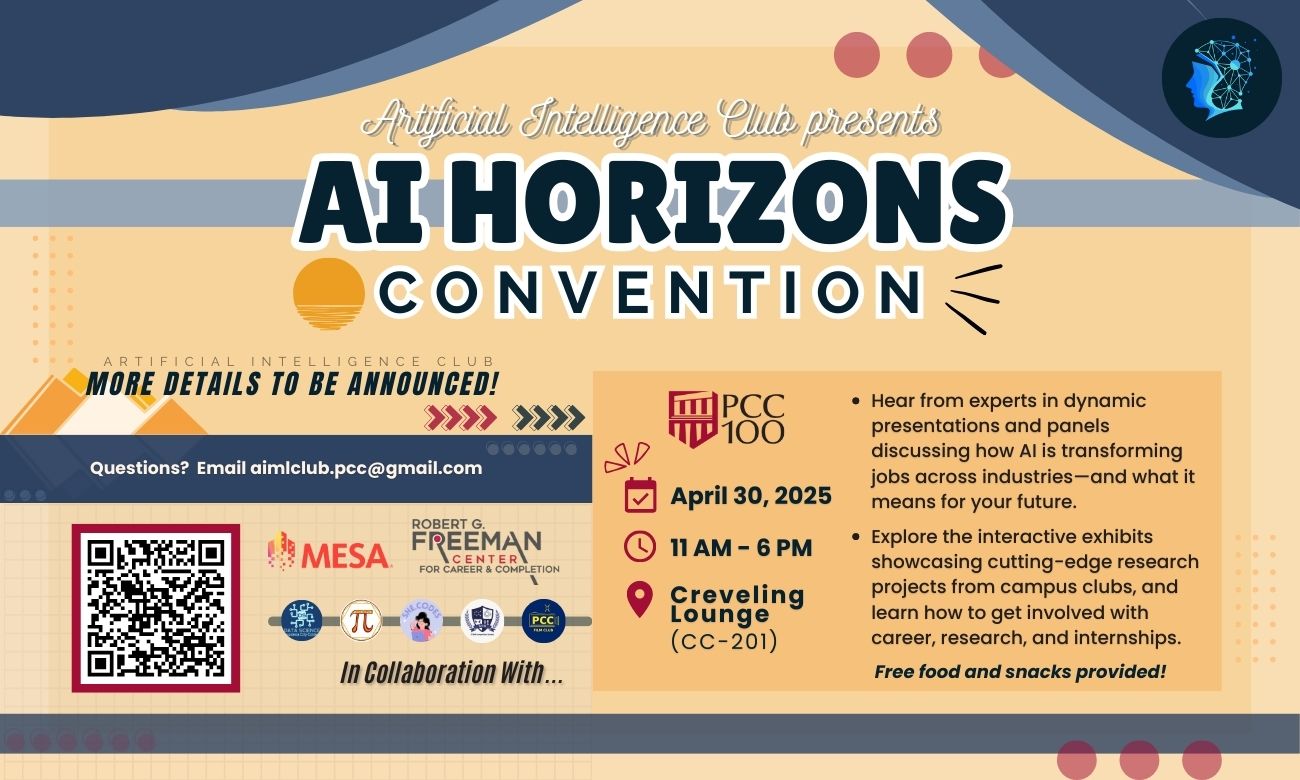 Artificial Intelligence Club presents
AI HORIZONS
CONVENTION
ARTIFICIAL INTELLIGENCE CLUB
MORE DETAILS TO BE ANNOUNCED!
Questions? Email aimlclub.pcc@gmail.com
MESA
ROBERT G.
FREEMAN
CENTER
FOR CAREER & COMPLETION
DATA SCIENCE
π
SHE CODES
PCC
FILM CLUB
In Collaboration With...
PCC
100
April 30, 2025
11 AM - 6 PM
Creveling
Lounge
(CC-201)
• Hear from experts in dynamic
presentations and panels
discussing how AI is transforming
jobs across industries—and what it
means for your future.
• Explore the interactive exhibits
showcasing cutting-edge research
projects from campus clubs, and
learn how to get involved with
career, research, and internships.
Free food and snacks provided!